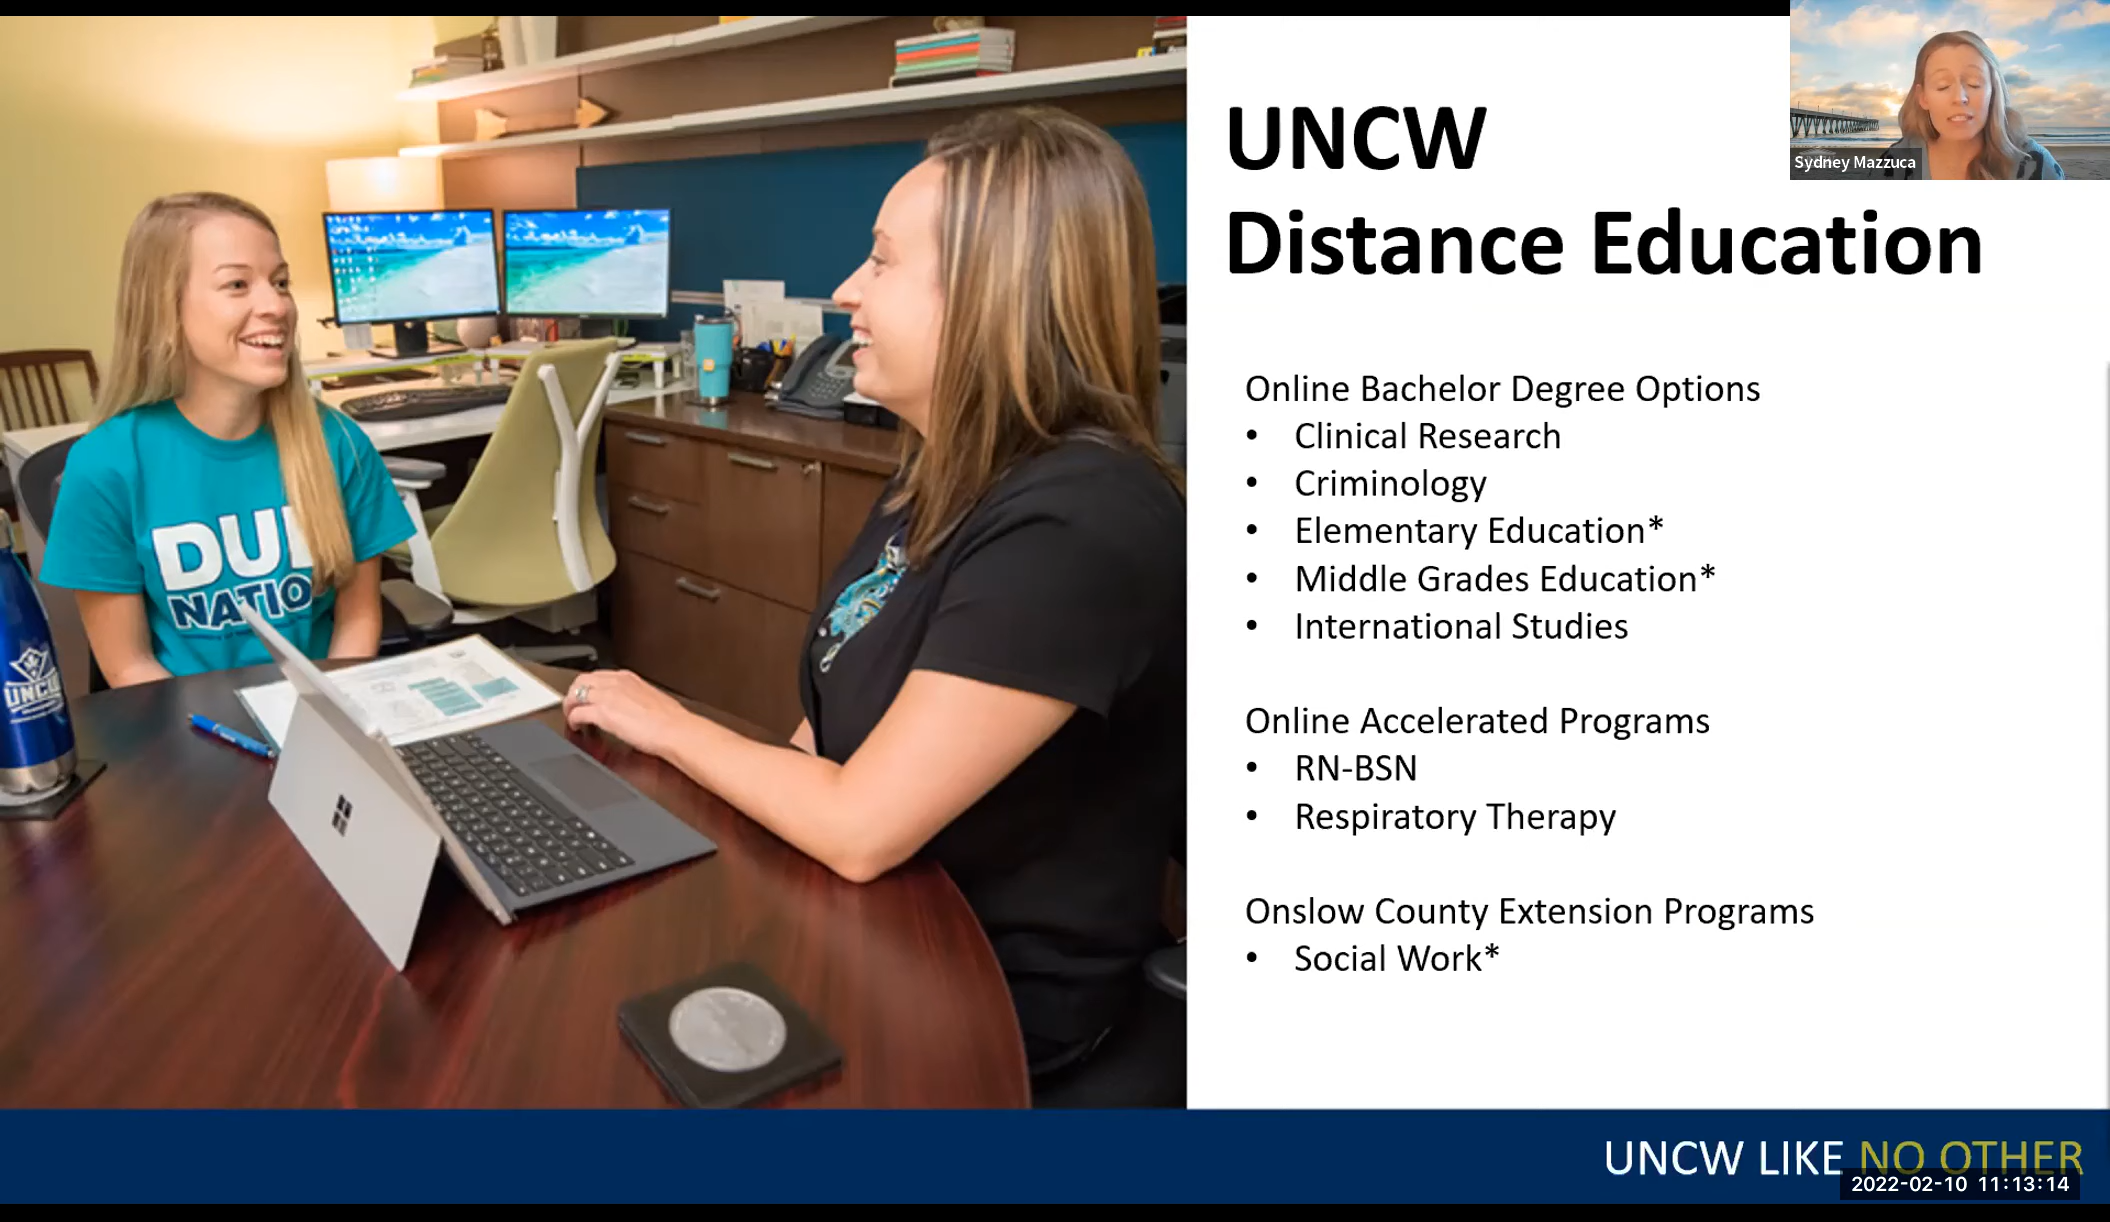 UNCW
Distance Education
Sydney Mazzuca
Online Bachelor Degree Options
• Clinical Research
• Criminology
• Elementary Education*
• Middle Grades Education*
• International Studies
Online Accelerated Programs
• RN-BSN
• Respiratory Therapy
Onslow County Extension Programs
• Social Work*
NATIO
UNCW
UNCW LIKE NO OTHER
2022-02-10 11:13:14